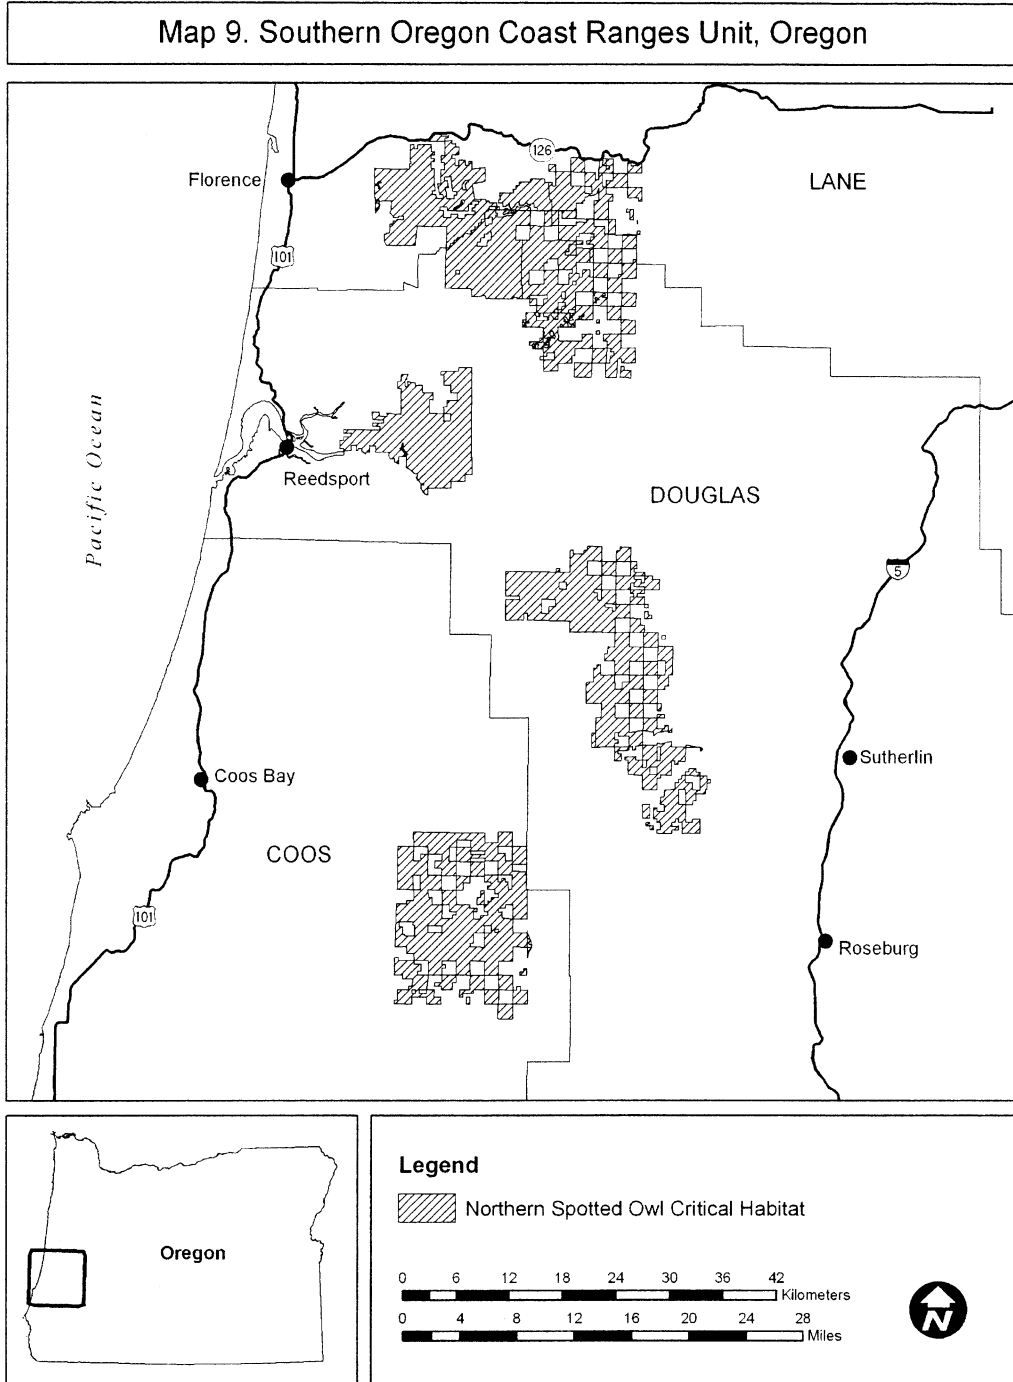 Map 9. Southern Oregon Coast Ranges Unit, Oregon
126
LANE
Florence
101
Pacific Ocean
Reedsport
DOUGLAS
5
Sutherlin
Coos Bay
COOS
101
Roseburg
Oregon
Legend
Northern Spotted Owl Critical Habitat
0 6 12 18 24 30 36 42
Kilometers
0 4 8 12 16 20 24 28
Miles
N